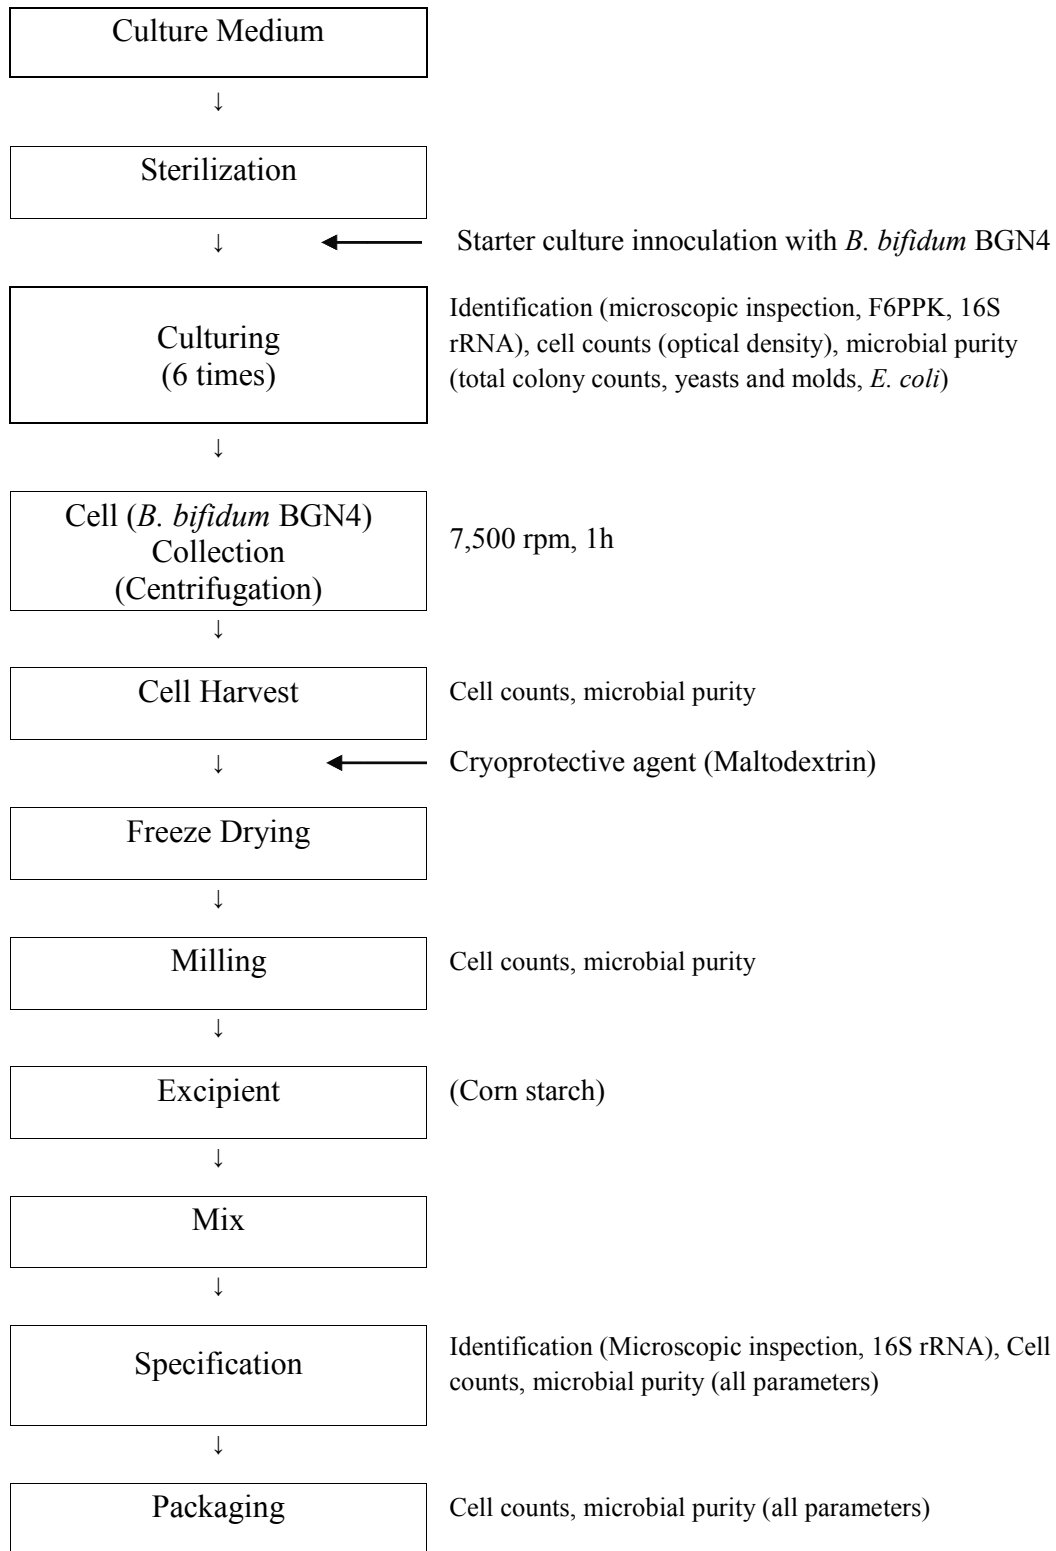 Culture Medium
↓
Sterilization
↓
Starter culture innoculation with B. bifidum BGN4
Culturing
(6 times)
Identification (microscopic inspection, F6PPK, 16S
rRNA), cell counts (optical density), microbial purity
(total colony counts, yeasts and molds, E. coli)
↓
Cell (B. bifidum BGN4)
Collection
(Centrifugation)
7,500 rpm, 1h
↓
Cell Harvest
Cell counts, microbial purity
↓
Cryoprotective agent (Maltodextrin)
Freeze Drying
↓
Milling
Cell counts, microbial purity
↓
Excipient
(Corn starch)
↓
Mix
↓
Specification
Identification (Microscopic inspection, 16S rRNA), Cell
counts, microbial purity (all parameters)
↓
Packaging
Cell counts, microbial purity (all parameters)